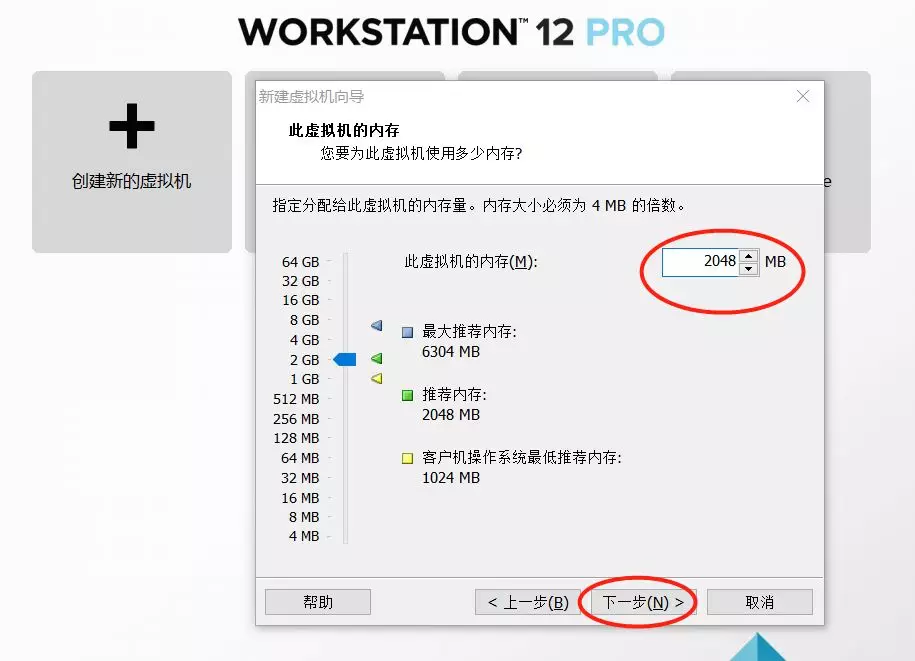 WORKSTATION™ 12 PRO
创建新的虚拟机
新建虚拟机向导
此虚拟机的内存
您要为此虚拟机使用多少内存?
e
指定分配给此虚拟机的内存量。内存大小必须为 4 MB 的倍数。
64 GB
32 GB
16 GB
8 GB
4 GB
2 GB
1 GB
512 MB
256 MB
128 MB
64 MB
32 MB
16 MB
8 MB
4 MB
此虚拟机的内存(M):
2048 MB
最大推荐内存:
6304 MB
推荐内存:
2048 MB
客户机操作系统最低推荐内存:
1024 MB
帮助
< 上一步(B)
下一步(N) >
取消